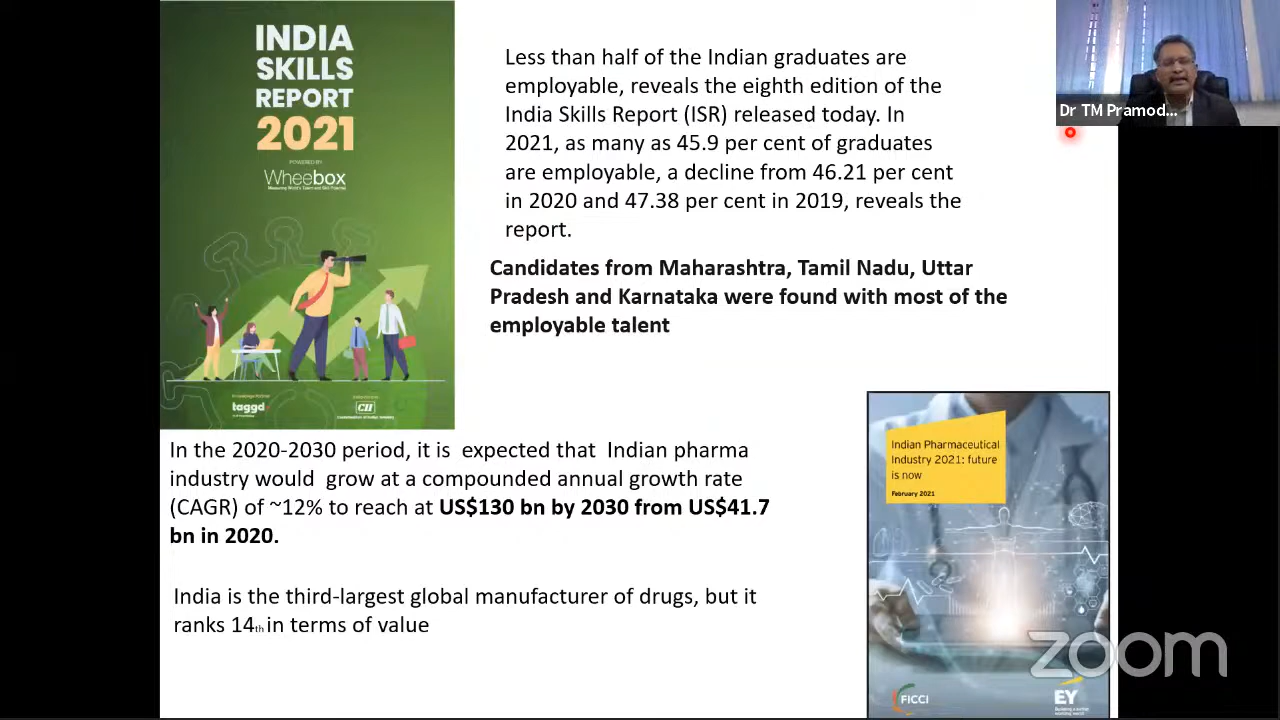 INDIA
SKILLS
REPORT
2021
POWERED BY
Wheebox
taggd
CII
Less than half of the Indian graduates are
employable, reveals the eighth edition of the
India Skills Report (ISR) released today. In
2021, as many as 45.9 per cent of graduates
are employable, a decline from 46.21 per cent
in 2020 and 47.38 per cent in 2019, reveals the
report.
Candidates from Maharashtra, Tamil Nadu, Uttar
Pradesh and Karnataka were found with most of the
employable talent
Dr TM Pramod...
In the 2020-2030 period, it is expected that Indian pharma
industry would grow at a compounded annual growth rate
(CAGR) of ~12% to reach at US$130 bn by 2030 from US$41.7
bn in 2020.
India is the third-largest global manufacturer of drugs, but it
ranks 14th in terms of value
Indian Pharmaceutical
Industry 2021: future
is now
February 2021
FICCI
EY
zoom